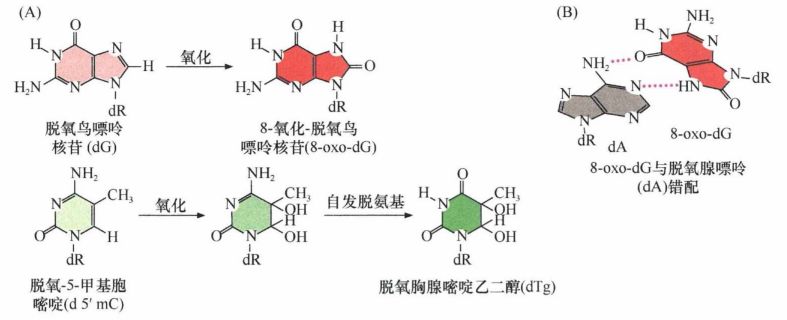 (A)
O
H
N
N
H
H₂N
N
N
dR
脱氧鸟嘌呤
核苷 (dG)
氧化
O
H
N
H
N
O
H₂N
N
N
dR
8-氧化-脱氧鸟
嘌呤核苷(8-oxo-dG)
(B)
NH₂
H
N
N
O
NH₂
N
dR
N
N
HN
O
N
N
dR
dA
8-oxo-dG
8-oxo-dG与脱氧腺嘌呤
(dA)错配
NH₂
CH₃
N
O
N
H
dR
脱氧-5-甲基胞
嘧啶(d 5′ mC)
氧化
NH₂
CH₃
N
OH
H
O
N
OH
dR
自发脱氨基
O
H
CH₃
N
OH
H
O
N
OH
dR
脱氧胸腺嘧啶乙二醇(dTg)